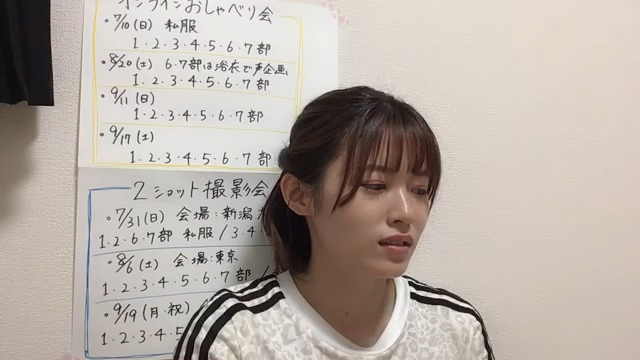 オンラインおしゃべり会
・7/10(日) 私服
1・2・3・4・5・6・7部
・8/20(土) 6・7部は浴衣で声企画
1・2・3・4・5・6・7部
・9/11(日)
1・2・3・4・5・6・7部
・9/17(土)
1・2・3・4・5・6・7部
2ショット撮影会
・7/31(日) 会場:新潟
1・2・6・7部 私服/3・4
・8/6(土) 会場:東京
1・2・3・4・5・6・7部
・9/19(月・祝)
1・2・3・4・5